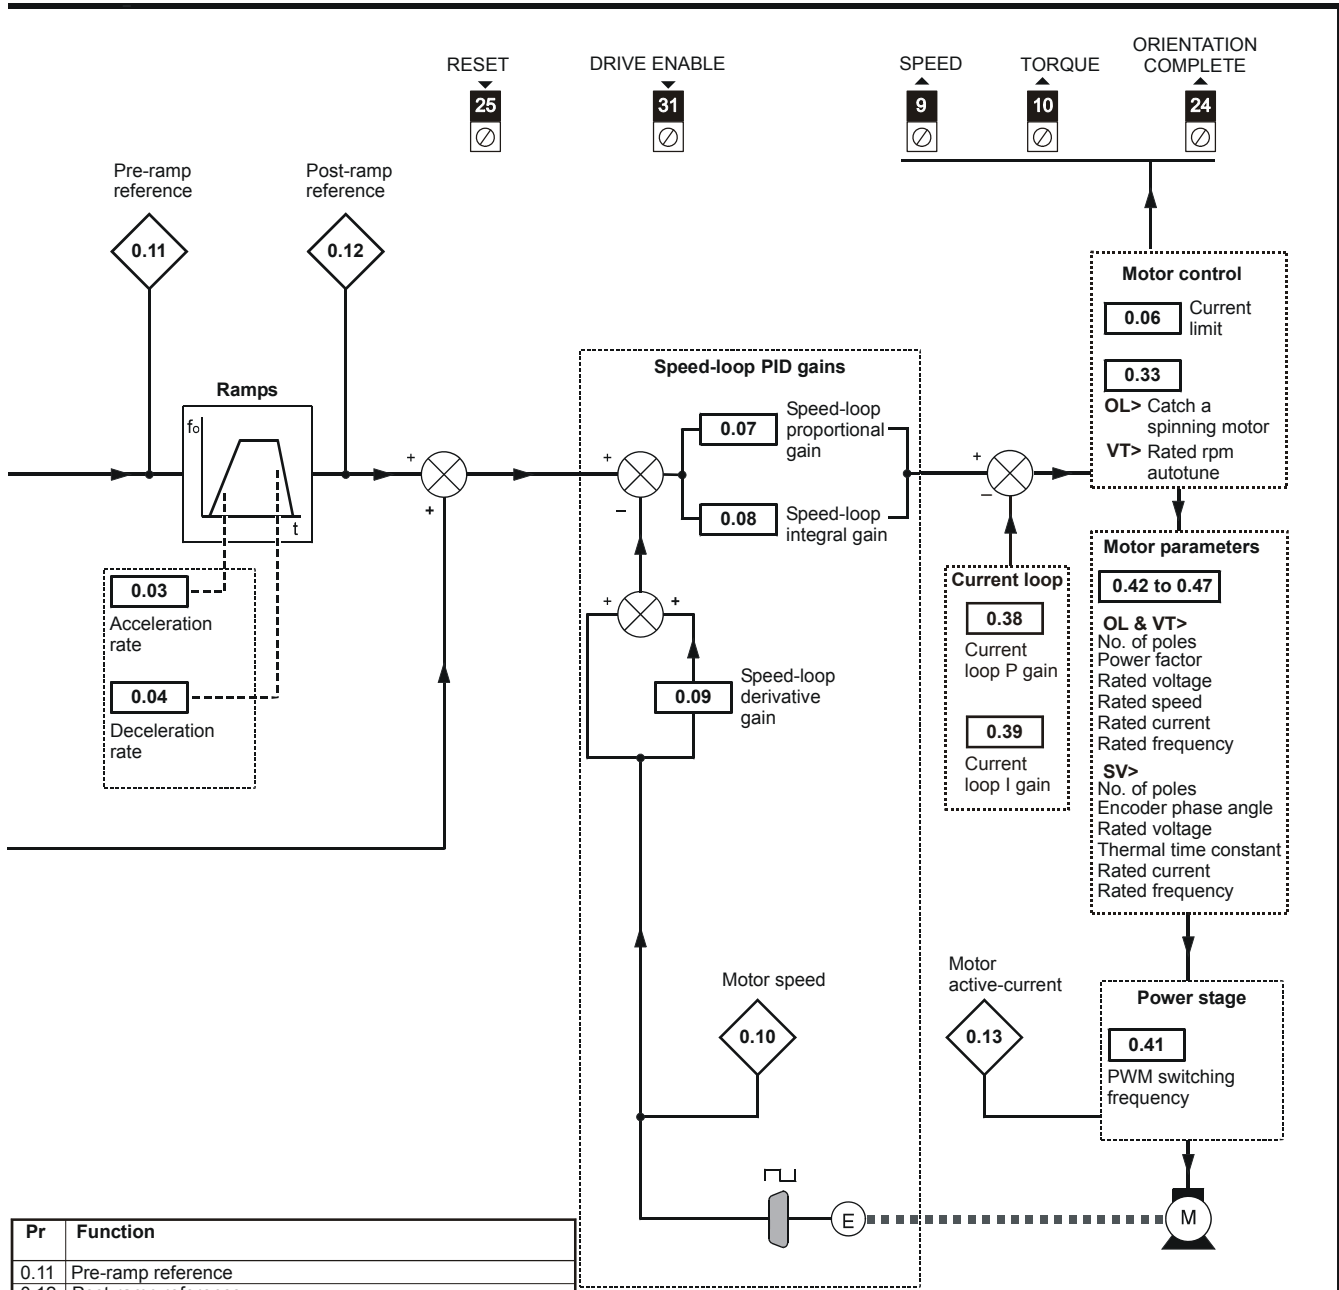 RESET
DRIVE ENABLE
SPEED
TORQUE
ORIENTATION
COMPLETE
25
31
9
10
24
Pre-ramp
reference
Post-ramp
reference
0.11
0.12
Ramps
fo
t
0.03
Acceleration
rate
0.04
Deceleration
rate
+
+
Speed-loop PID gains
+
–
0.07
Speed-loop
proportional
gain
0.08
Speed-loop
integral gain
+
+
0.09
Speed-loop
derivative
gain
Motor speed
0.10
E
+
–
Current loop
0.38
Current
loop P gain
0.39
Current
loop I gain
Motor control
0.06
Current
limit
0.33
OL> Catch a
spinning motor
VT> Rated rpm
autotune
Motor parameters
0.42 to 0.47
OL & VT>
No. of poles
Power factor
Rated voltage
Rated speed
Rated current
Rated frequency
SV>
No. of poles
Encoder phase angle
Rated voltage
Thermal time constant
Rated current
Rated frequency
Motor
active-current
0.13
Power stage
0.41
PWM switching
frequency
M
Pr Function
0.11 Pre-ramp reference
0.12 Post-ramp reference